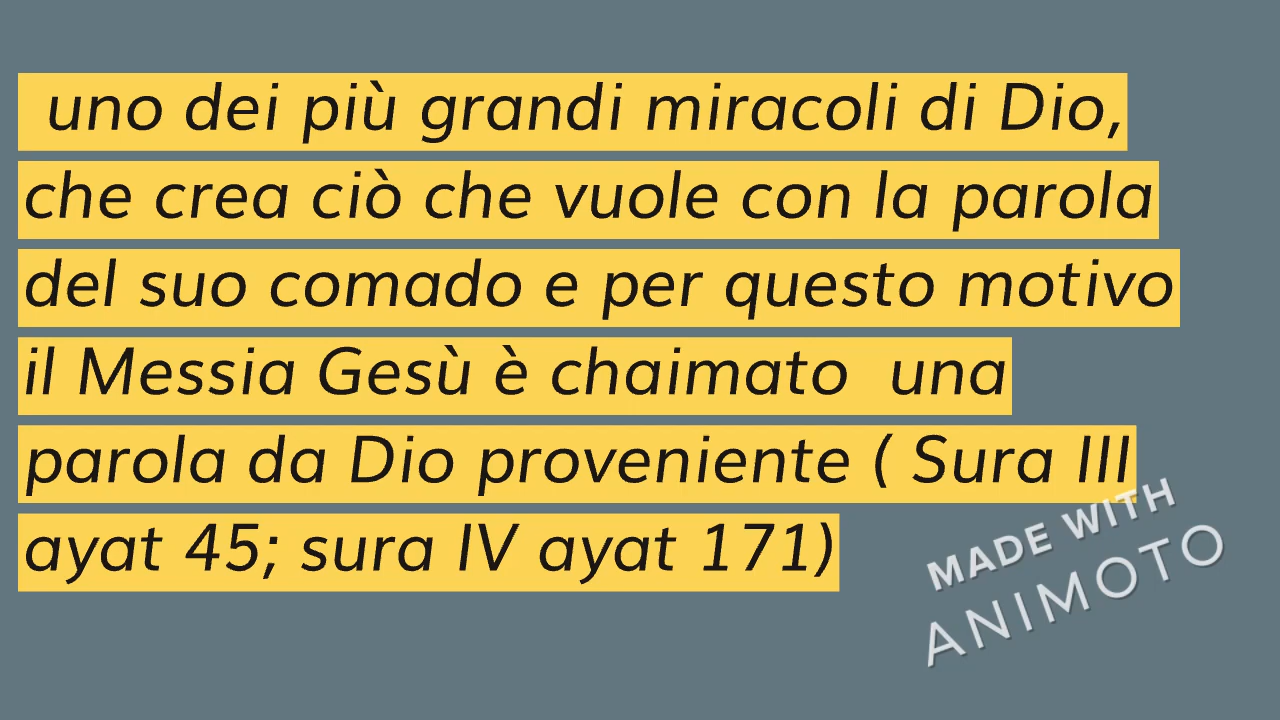 uno dei più grandi miracoli di Dio,
che crea ciò che vuole con la parola
del suo comado e per questo motivo
il Messia Gesù è chaimato una
parola da Dio proveniente ( Sura III
ayat 45; sura IV ayat 171)
MADE WITH
ANIMOTO